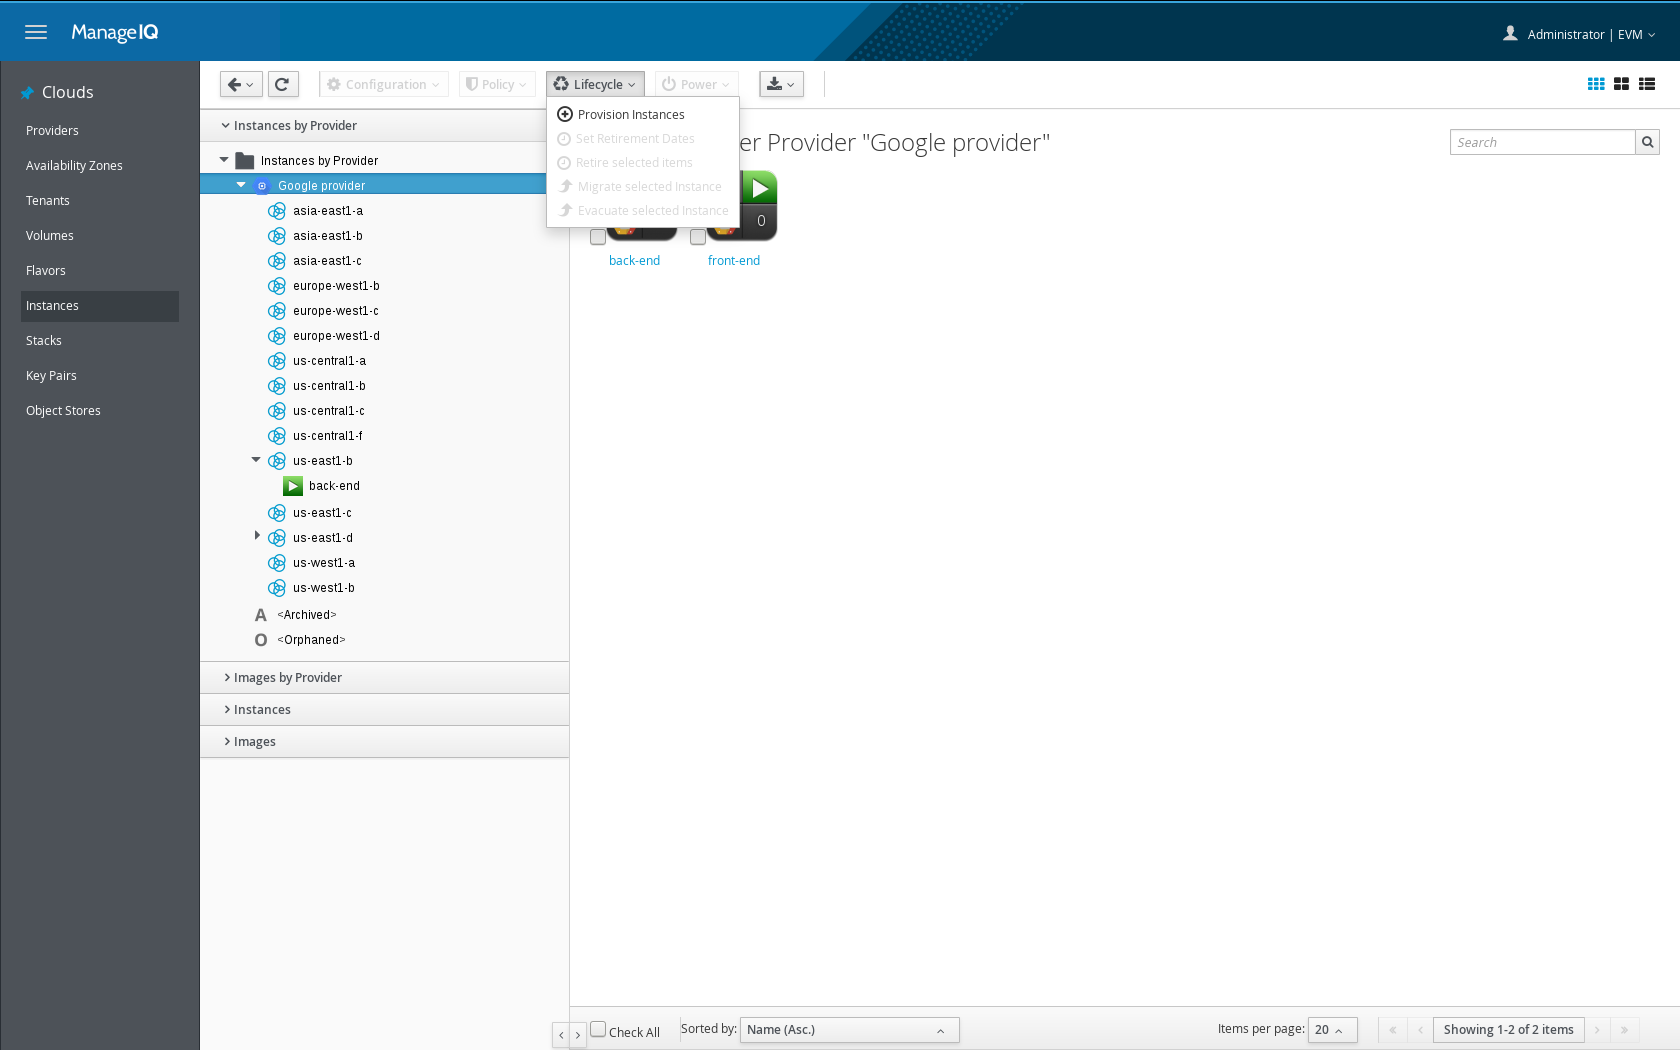 ManageIQ
Administrator | EVM
Clouds
Providers
Availability Zones
Tenants
Volumes
Flavors
Instances
Stacks
Key Pairs
Object Stores
Configuration
Policy
Lifecycle
Power
Provision Instances
Set Retirement Dates
Retire selected items
Migrate selected Instance
Evacuate selected Instance
Instances by Provider
Instances by Provider
Google provider
asia-east1-a
asia-east1-b
asia-east1-c
europe-west1-b
europe-west1-c
europe-west1-d
us-central1-a
us-central1-b
us-central1-c
us-central1-f
us-east1-b
back-end
us-east1-c
us-east1-d
us-west1-a
us-west1-b
A <Archived>
O <Orphaned>
Images by Provider
Instances
Images
Provider "Google provider"
Search
0
back-end
front-end
Check All
Sorted by: Name (Asc.)
Items per page: 20
Showing 1-2 of 2 items